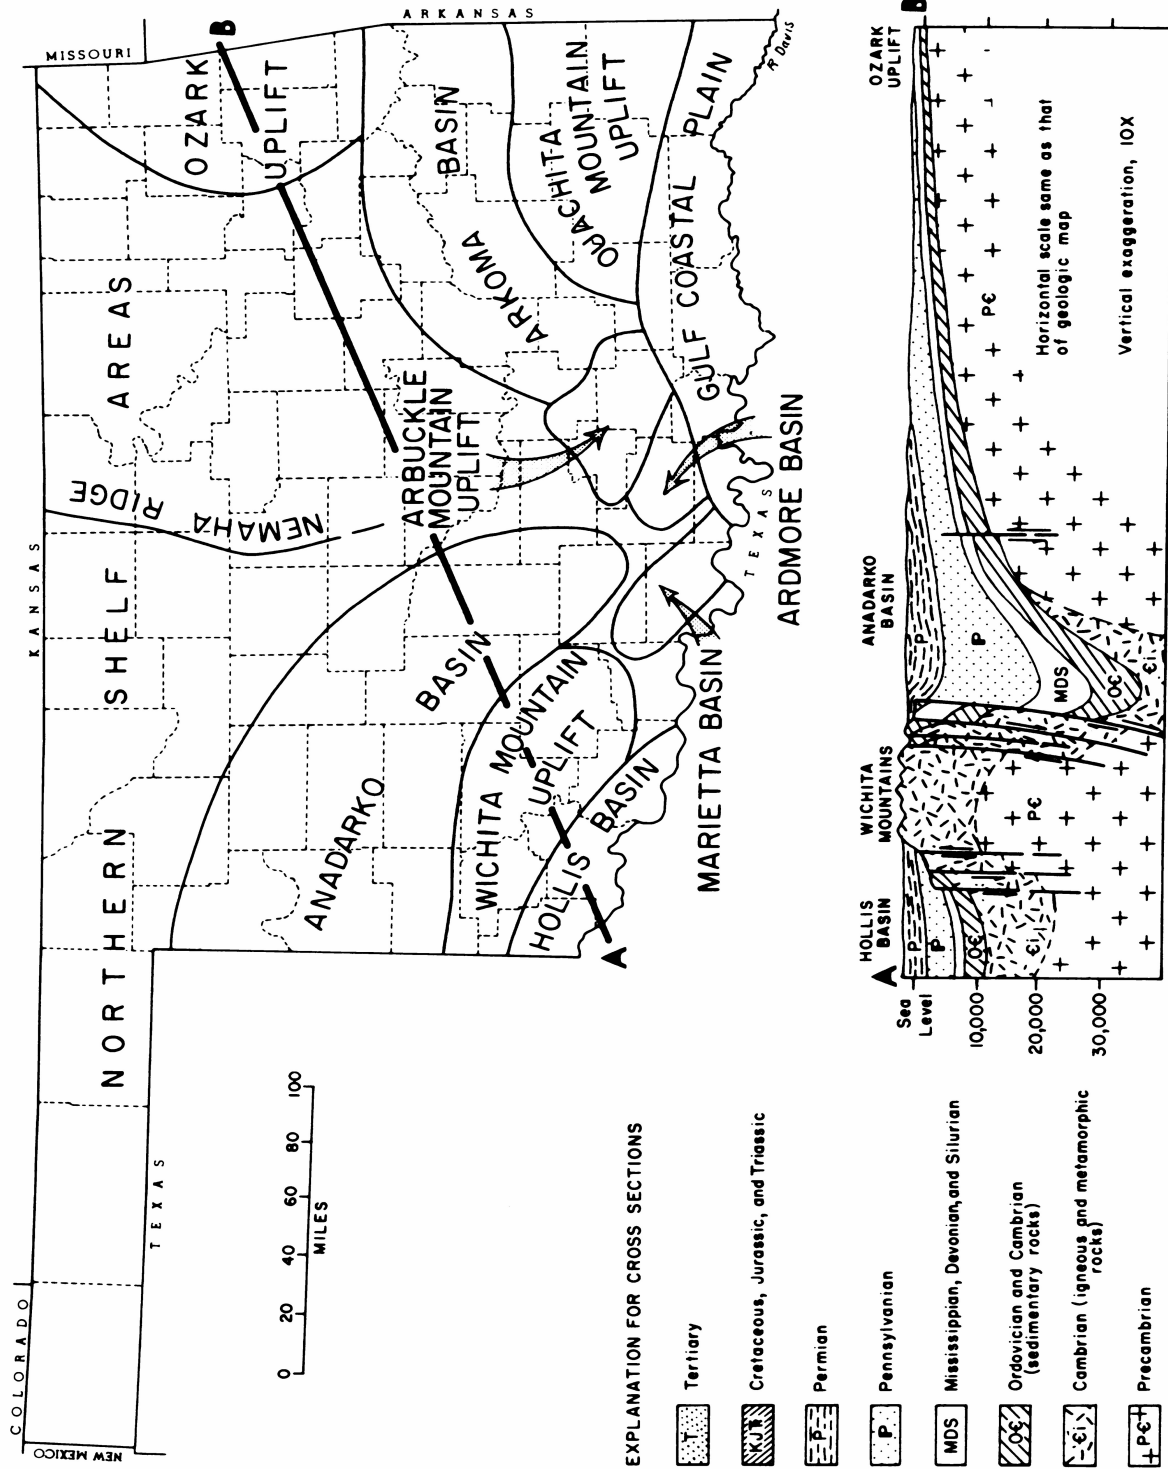 COLORADO
NEW MEXICO
KANSAS
MISSOURI
ARKANSAS
TEXAS
TEXAS
NORTHERN SHELF AREAS
NEMAHA RIDGE
OZARK
UPLIFT
B
ANADARKO
BASIN
ARBUCKLE
MOUNTAIN
UPLIFT
ARKOMA
BASIN
OUACHITA
MOUNTAIN
UPLIFT
WICHITA MOUNTAIN
UPLIFT
HOLLIS
BASIN
A
GULF COASTAL PLAIN
MARIETTA BASIN
ARDMORE BASIN
R Davis
0 20 40 60 80 100
MILES
EXPLANATION FOR CROSS SECTIONS
T Tertiary
KJTR Cretaceous, Jurassic, and Triassic
P Permian
P Pennsylvanian
MDS Mississippian, Devonian, and Silurian
O€ Ordovician and Cambrian
(sedimentary rocks)
€i Cambrian (igneous and metamorphic
rocks)
P€ Precambrian
A
HOLLIS
BASIN
WICHITA
MOUNTAINS
ANADARKO
BASIN
OZARK
UPLIFT
B
Sea
Level
10,000
20,000
30,000
P
P
O€
€i
P€
P
P
MDS
O€
€i
P€
Horizontal scale same as that
of geologic map
Vertical exaggeration, 10X